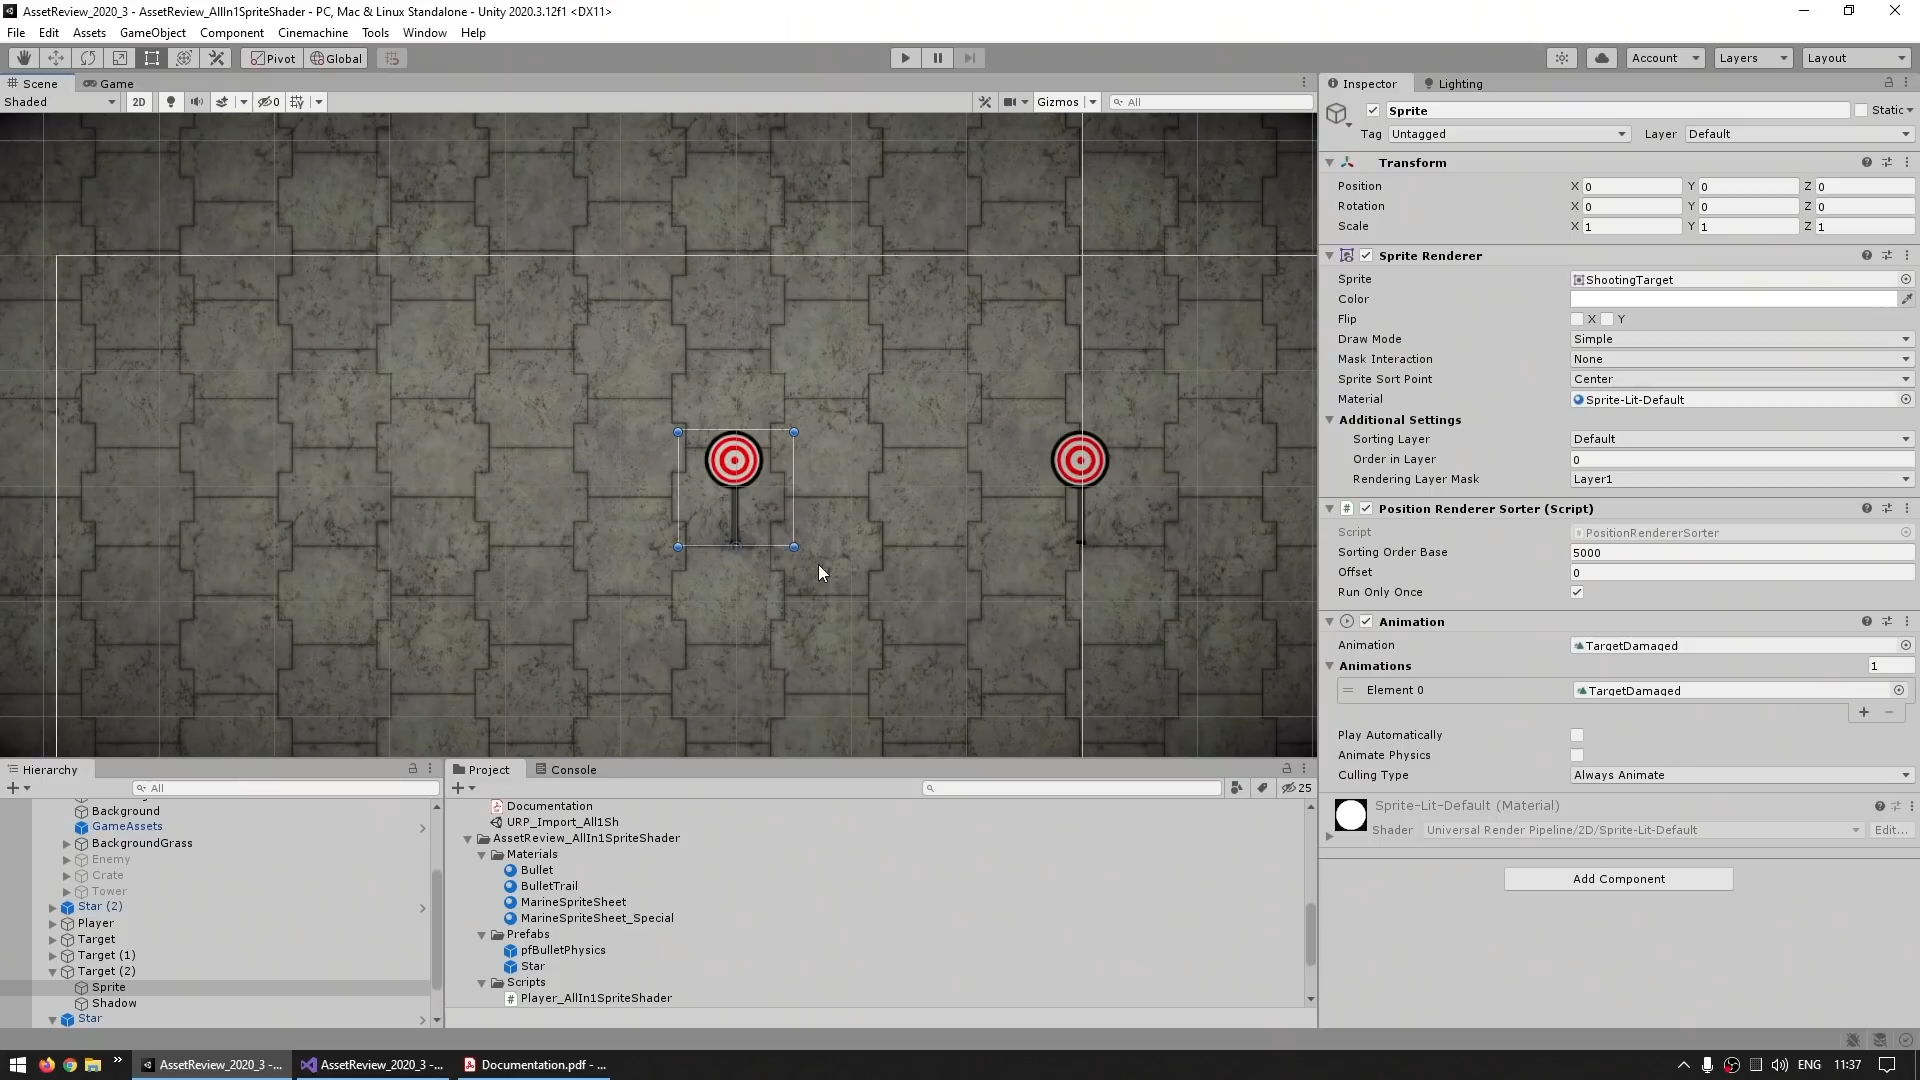 AssetReview_2020_3 - AssetReview_AllIn1SpriteShader - PC, Mac & Linux Standalone - Unity 2020.3.12f1 <DX11>
File Edit Assets GameObject Component Cinemachine Tools Window Help
Pivot Global Account Layers Layout
Scene Game
Shaded 2D 0 Gizmos All
Inspector Lighting
Sprite Static
Tag Untagged Layer Default
Transform
Position X 0 Y 0 Z 0
Rotation X 0 Y 0 Z 0
Scale X 1 Y 1 Z 1
Sprite Renderer
Sprite ShootingTarget
Color
Flip X Y
Draw Mode Simple
Mask Interaction None
Sprite Sort Point Center
Material Sprite-Lit-Default
Additional Settings
Sorting Layer Default
Order in Layer 0
Rendering Layer Mask Layer1
Position Renderer Sorter (Script)
Script PositionRendererSorter
Sorting Order Base 5000
Offset 0
Run Only Once
Animation
Animation TargetDamaged
Animations 1
Element 0 TargetDamaged
Play Automatically
Animate Physics
Culling Type Always Animate
Sprite-Lit-Default (Material)
Shader Universal Render Pipeline/2D/Sprite-Lit-Default Edit...
Add Component
Hierarchy
All
Background
GameAssets
BackgroundGrass
Enemy
Crate
Tower
Star (2)
Player
Target
Target (1)
Target (2)
Sprite
Shadow
Star
Project Console
25
Documentation
URP_Import_All1Sh
AssetReview_AllIn1SpriteShader
Materials
Bullet
BulletTrail
MarineSpriteSheet
MarineSpriteSheet_Special
Prefabs
pfBulletPhysics
Star
Scripts
Player_AllIn1SpriteShader
AssetReview_2020_3 -... AssetReview_2020_3 -... Documentation.pdf - ... ENG 11:37